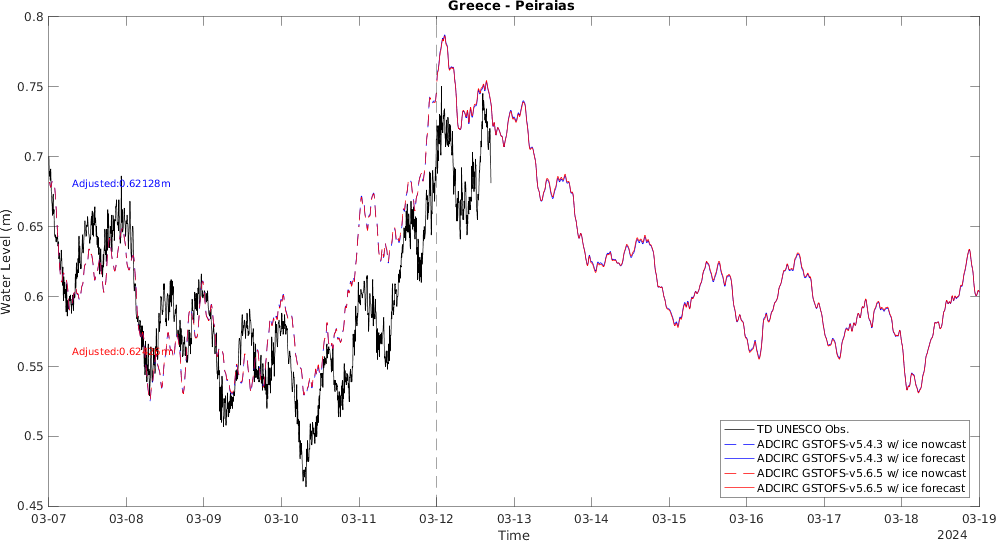 Greece - Peiraias
0.8
0.75
0.7
0.65
0.6
0.55
0.5
0.45
Water Level (m)
Adjusted:0.62128m
TD UNESCO Obs.
ADCIRC GSTOFS-v5.4.3 w/ ice nowcast
ADCIRC GSTOFS-v5.4.3 w/ ice forecast
ADCIRC GSTOFS-v5.6.5 w/ ice nowcast
ADCIRC GSTOFS-v5.6.5 w/ ice forecast
03-07 03-08 03-09 03-10 03-11 03-12 03-13 03-14 03-15 03-16 03-17 03-18 03-19
Time
2024